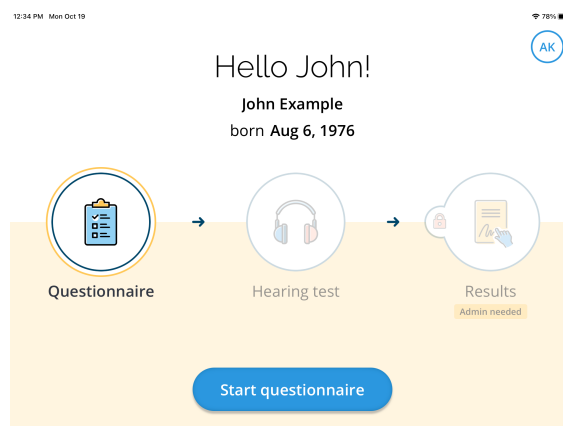 12:34 PM Mon Oct 19
78%
AK
Hello John!
John Example
born Aug 6, 1976
Questionnaire
Hearing test
Results
Admin needed
Start questionnaire